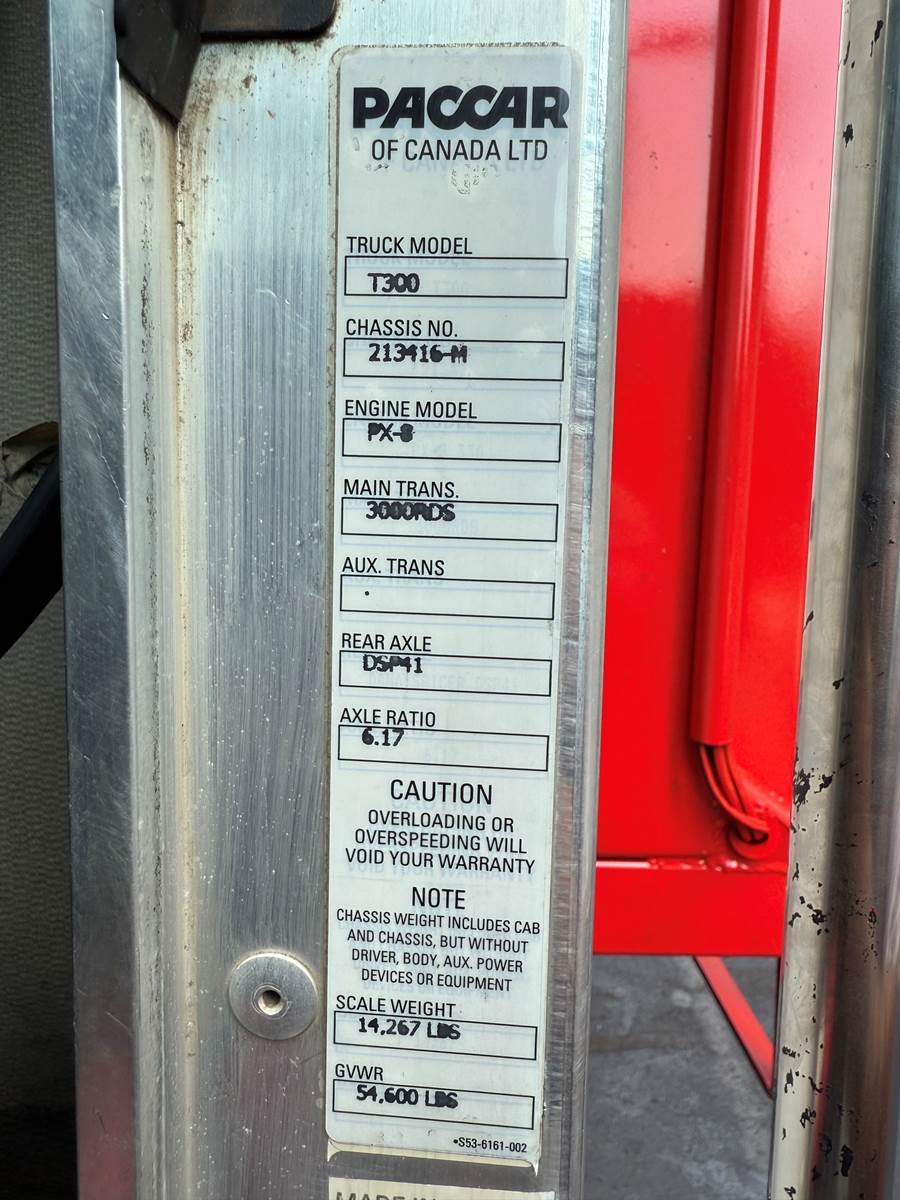 PACCAR
OF CANADA LTD
TRUCK MODEL
T300
CHASSIS NO.
213416-M
ENGINE MODEL
PX-8
MAIN TRANS.
3000RDS
AUX. TRANS
.
REAR AXLE
DSP41
AXLE RATIO
6.17
CAUTION
OVERLOADING OR
OVERSPEEDING WILL
VOID YOUR WARRANTY
NOTE
CHASSIS WEIGHT INCLUDES CAB
AND CHASSIS, BUT WITHOUT
DRIVER, BODY, AUX. POWER
DEVICES OR EQUIPMENT
SCALE WEIGHT
14,267 LBS
GVWR
54,600 LBS
•S53-6161-002
MADE IN